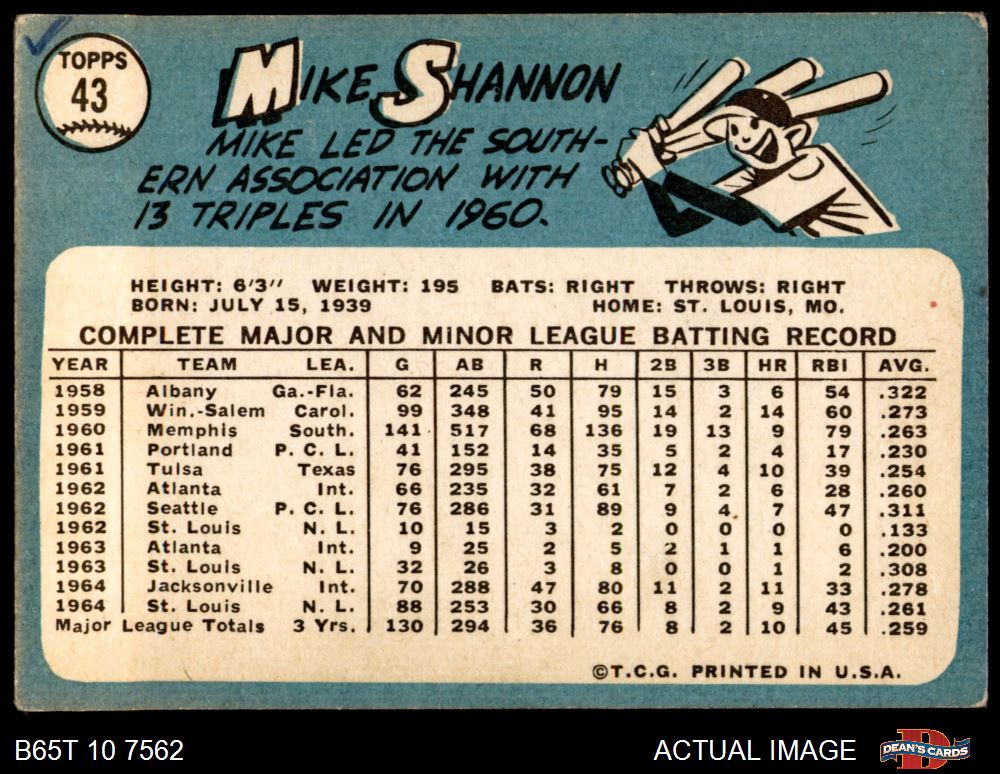 TOPPS
43
MIKE SHANNON
MIKE LED THE SOUTH-
ERN ASSOCIATION WITH
13 TRIPLES IN 1960.
HEIGHT: 6'3" WEIGHT: 195 BATS: RIGHT THROWS: RIGHT
BORN: JULY 15, 1939 HOME: ST. LOUIS, MO.
COMPLETE MAJOR AND MINOR LEAGUE BATTING RECORD
YEAR TEAM LEA. G AB R H 2B 3B HR RBI AVG.
1958 Albany Ga.-Fla. 62 245 50 79 15 3 6 54 .322
1959 Win.-Salem Carol. 99 348 41 95 14 2 14 60 .273
1960 Memphis South. 141 517 68 136 19 13 9 79 .263
1961 Portland P. C. L. 41 152 14 35 5 2 4 17 .230
1961 Tulsa Texas 76 295 38 75 12 4 10 39 .254
1962 Atlanta Int. 66 235 32 61 7 2 6 28 .260
1962 Seattle P. C. L. 76 286 31 89 9 4 7 47 .311
1962 St. Louis N. L. 10 15 3 2 0 0 0 0 .133
1963 Atlanta Int. 9 25 2 5 2 1 1 6 .200
1963 St. Louis N. L. 32 26 3 8 0 0 1 2 .308
1964 Jacksonville Int. 70 288 47 80 11 2 11 33 .278
1964 St. Louis N. L. 88 253 30 66 8 2 9 43 .261
Major League Totals 3 Yrs. 130 294 36 76 8 2 10 45 .259
©T.C.G. PRINTED IN U.S.A.
B65T 10 7562 ACTUAL IMAGE DEAN'S CARDS